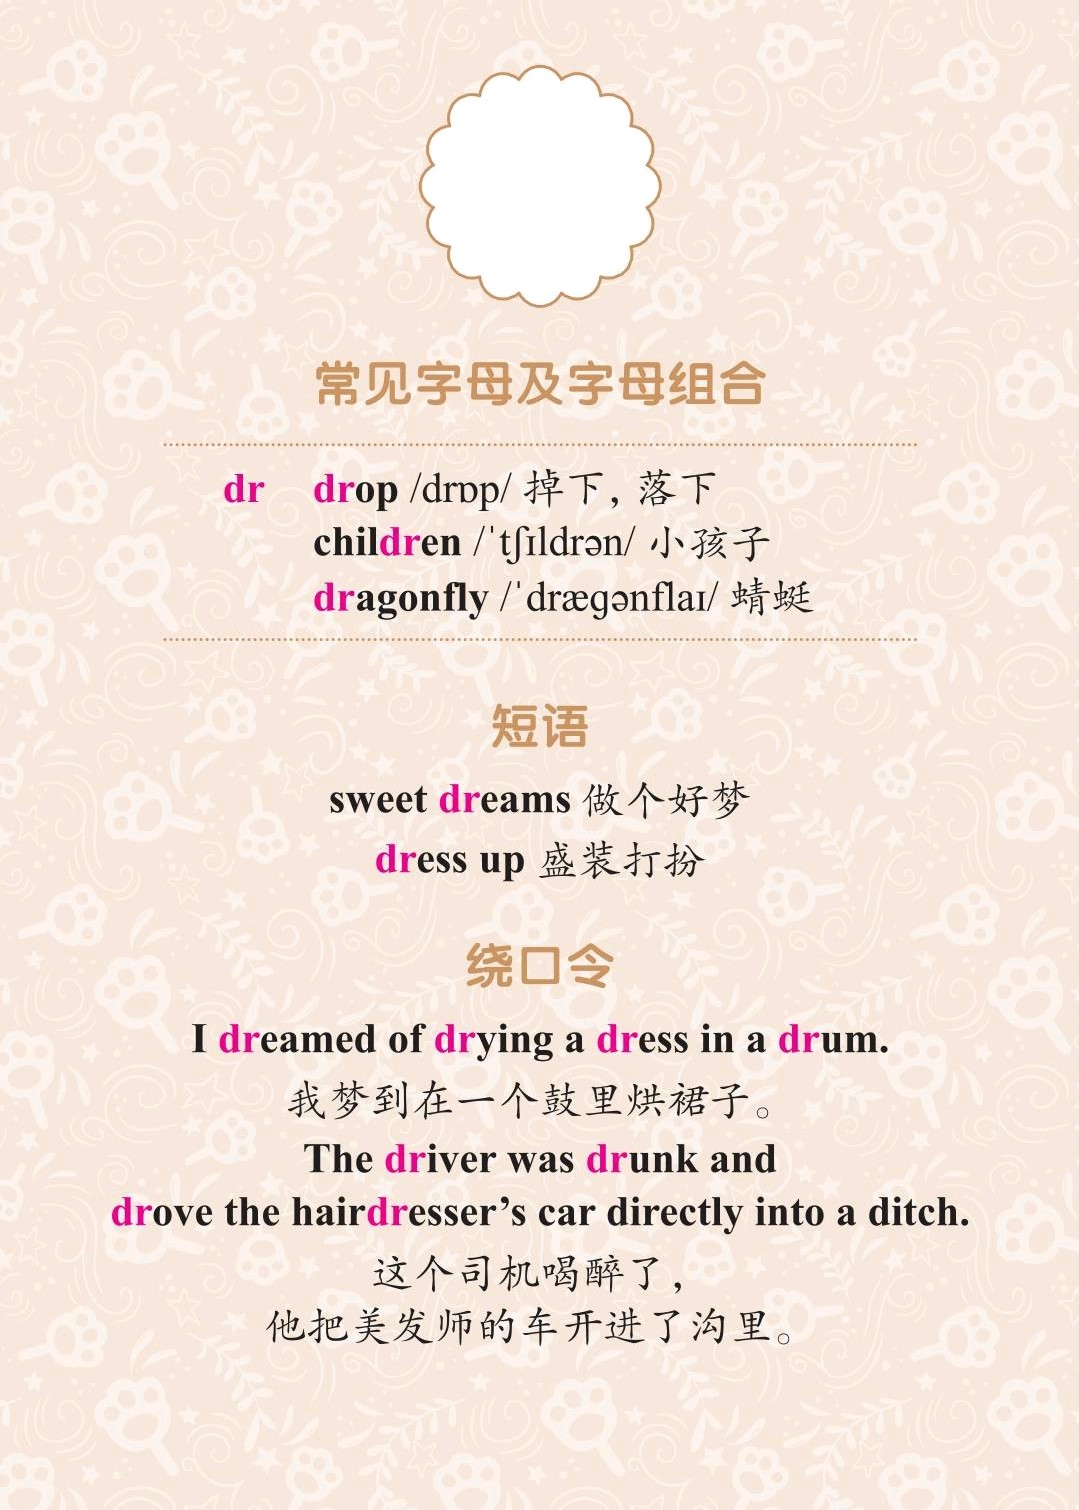 常见字母及字母组合
dr drop /drɒp/ 掉下，落下
children /ˈtʃɪldrən/ 小孩子
dragonfly /ˈdræɡənflaɪ/ 蜻蜓
短语
sweet dreams 做个好梦
dress up 盛装打扮
绕口令
I dreamed of drying a dress in a drum.
我梦到在一个鼓里烘裙子。
The driver was drunk and
drove the hairdresser’s car directly into a ditch.
这个司机喝醉了，
他把美发师的车开进了沟里。